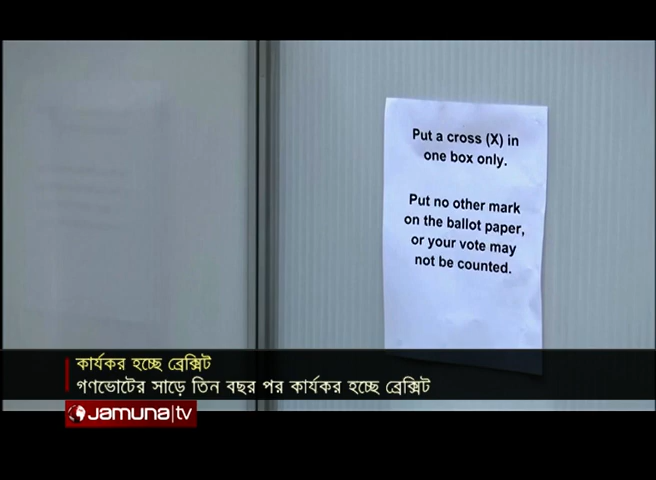 Put a cross (X) in
one box only.
Put no other mark
on the ballot paper,
or your vote may
not be counted.
কার্যকর হচ্ছে ব্রেক্সিট
গণভোটের সাড়ে তিন বছর পর কার্যকর হচ্ছে ব্রেক্সিট
Jamuna|tv